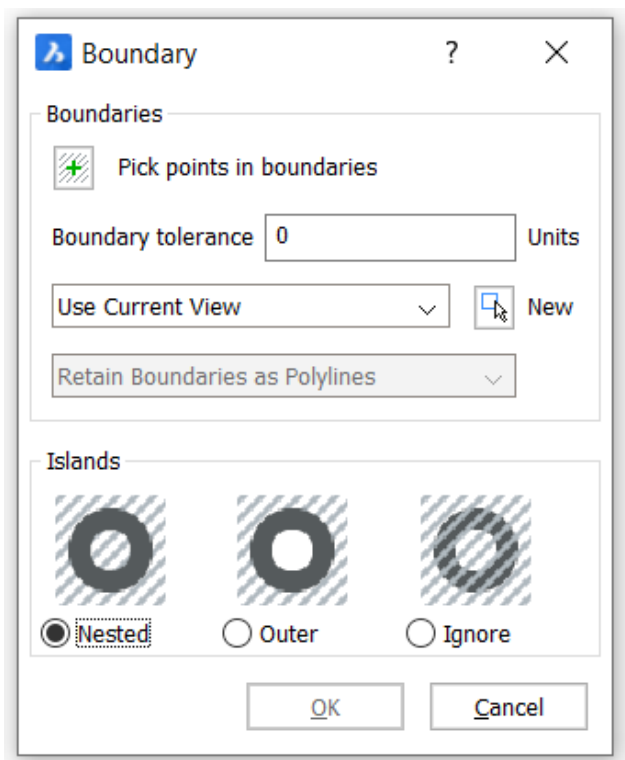 Boundary ?
Boundaries
Pick points in boundaries
Boundary tolerance 0 Units
Use Current View New
Retain Boundaries as Polylines
Islands
Nested Outer Ignore
OK Cancel